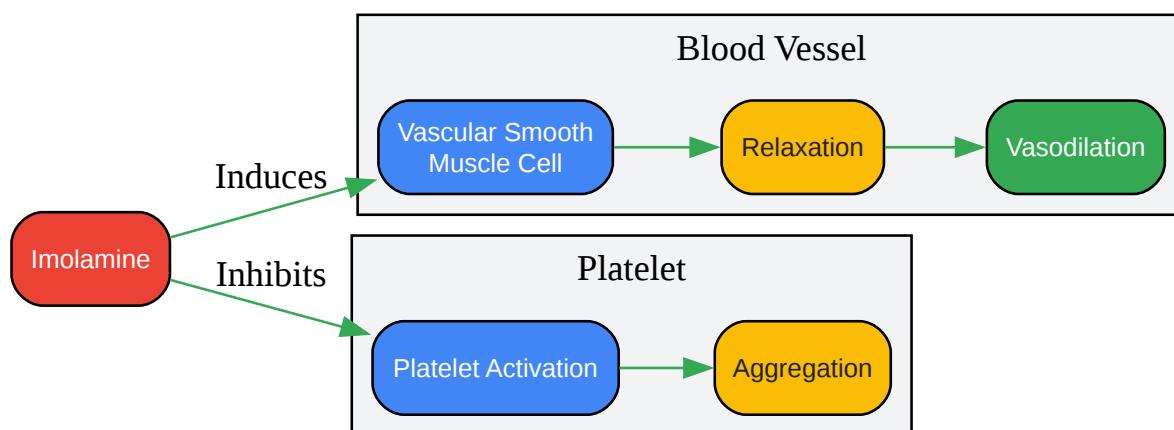 Blood Vessel
Vascular Smooth
Muscle Cell
Relaxation
Vasodilation
Induces
Imolamine
Inhibits
Platelet
Platelet Activation
Aggregation